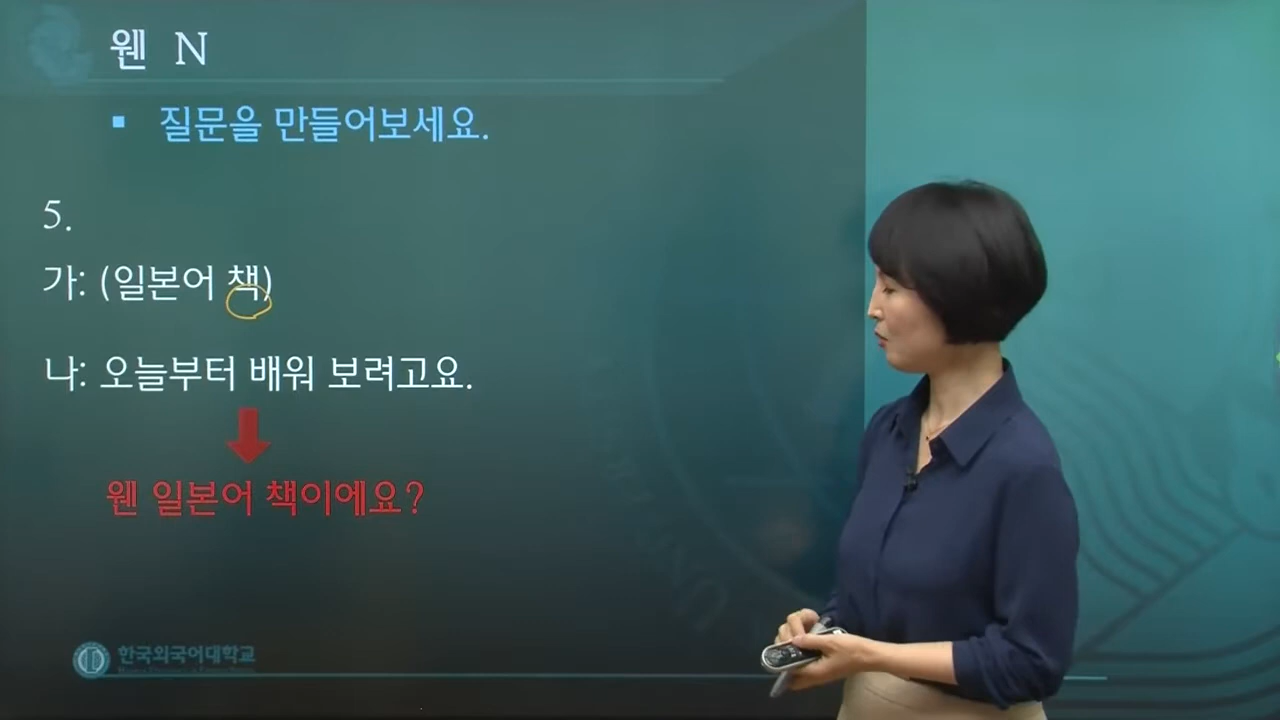 웬 N
▪ 질문을 만들어보세요.
5.
가: (일본어 책)
나: 오늘부터 배워 보려고요.
웬 일본어 책이에요?
한국외국어대학교